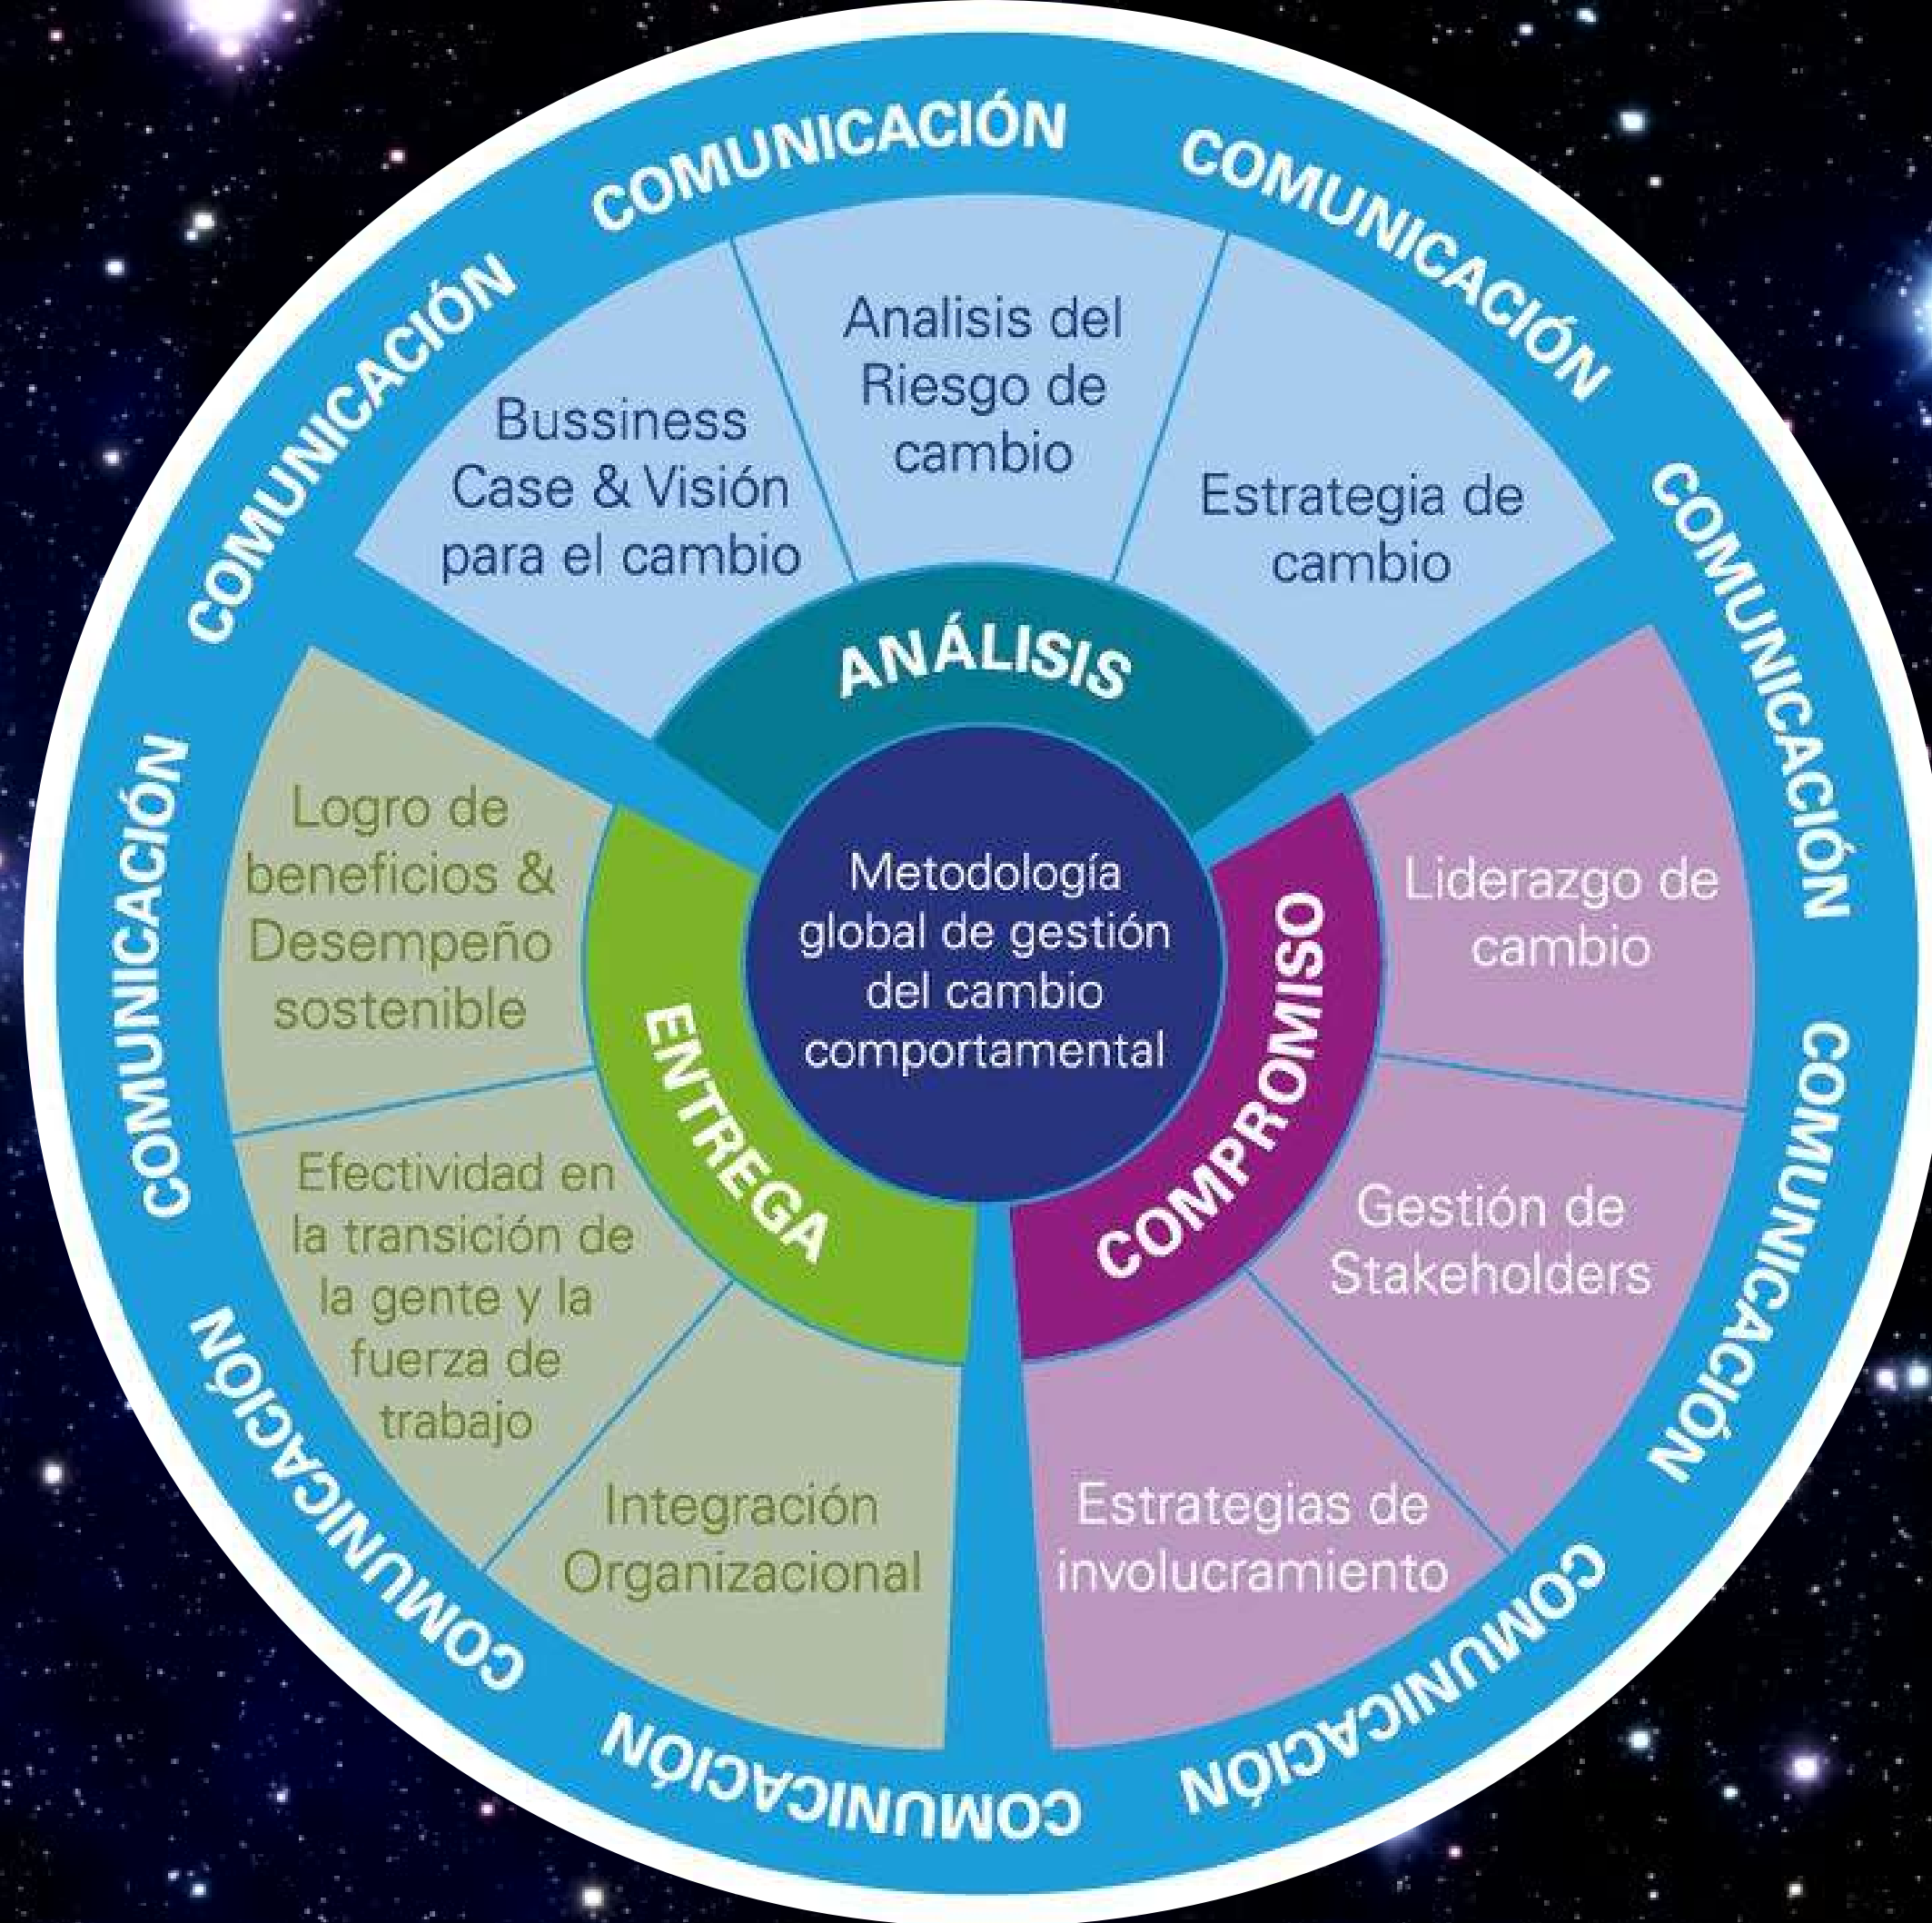 COMUNICACIÓN
COMUNICACIÓN
COMUNICACIÓN
COMUNICACIÓN
COMUNICACIÓN
COMUNICACIÓN
COMUNICACIÓN
COMUNICACIÓN
COMUNICACIÓN
Bussiness
Case & Visión
para el cambio
Analisis del
Riesgo de
cambio
Estrategia de
cambio
ANÁLISIS
Metodología
global de gestión
del cambio
comportamental
COMPROMISO
Liderazgo de
cambio
Gestión de
Stakeholders
Estrategias de
involucramiento
ENTREGA
Integración
Organizacional
Efectividad en
la transición de
la gente y la
fuerza de
trabajo
Logro de
beneficios &
Desempeño
sostenible